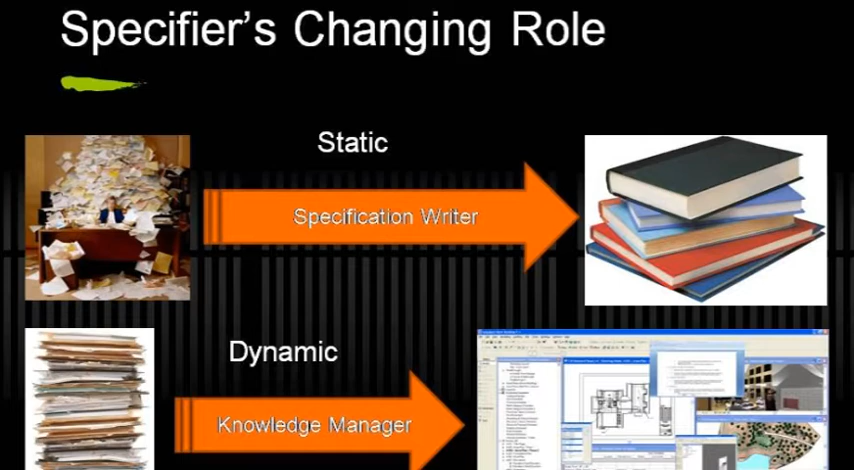 Specifier's Changing Role
Static
Specification Writer
Dynamic
Knowledge Manager